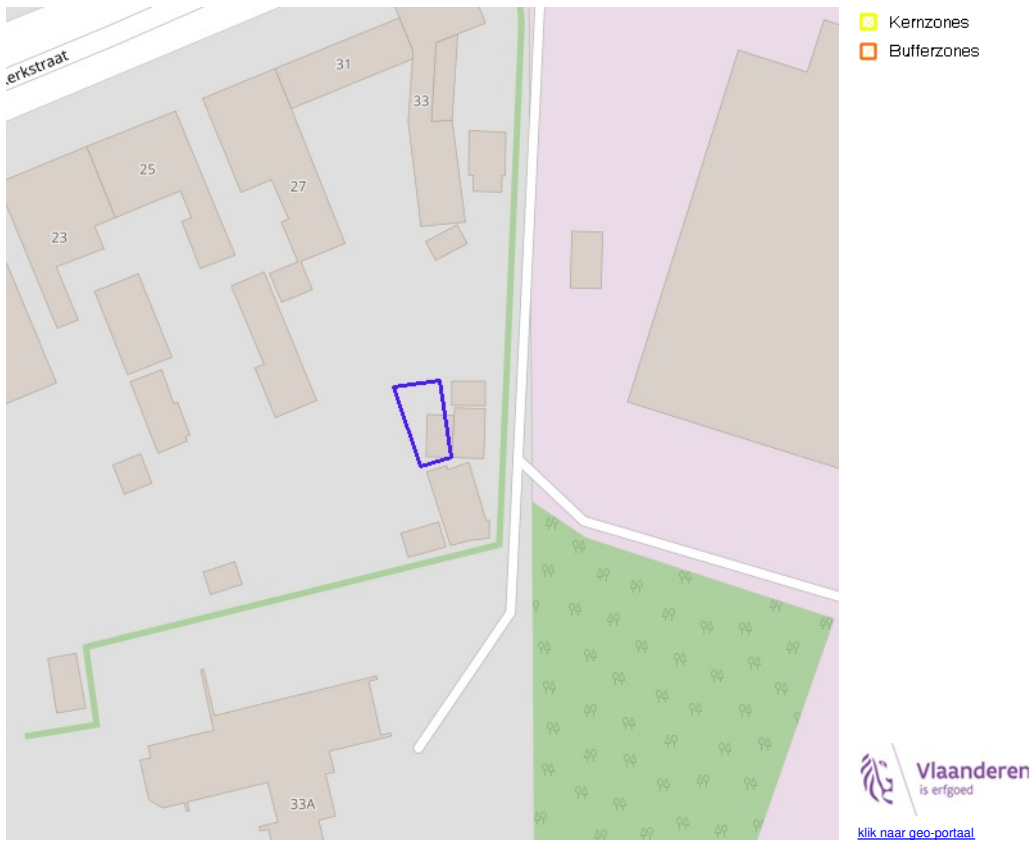 erkstraat
31
33
25
27
23
33A
Kernzones
Bufferzones
Vlaanderen
is erfgoed
klik naar geo-portaal